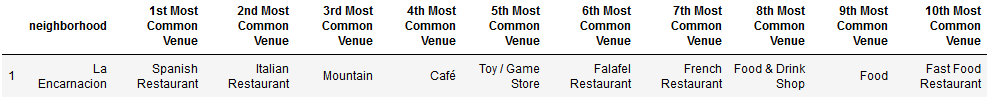 neighborhood 1st Most Common Venue 2nd Most Common Venue 3rd Most Common Venue 4th Most Common Venue 5th Most Common Venue 6th Most Common Venue 7th Most Common Venue 8th Most Common Venue 9th Most Common Venue 10th Most Common Venue
1 La Encarnacion Spanish Restaurant Italian Restaurant Mountain Café Toy / Game Store Falafel Restaurant French Restaurant Food & Drink Shop Food Fast Food Restaurant